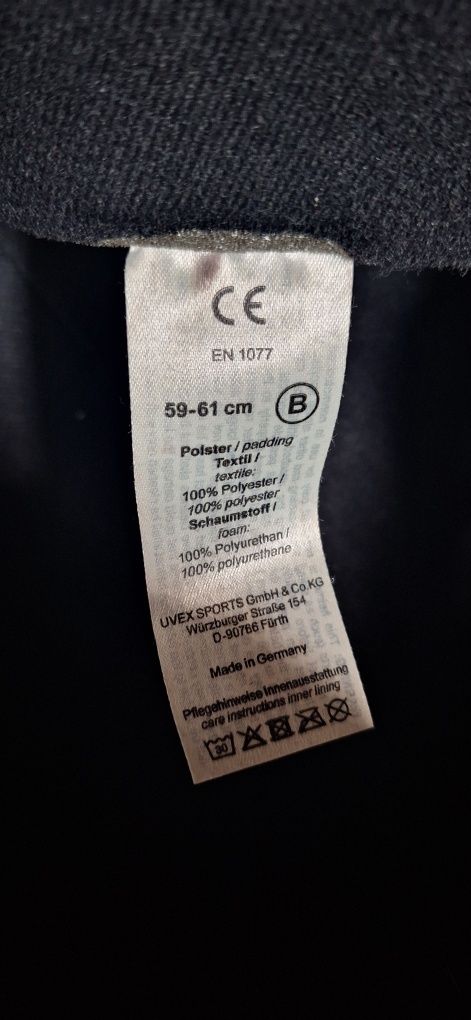 CE
EN 1077
59-61 cm B
Polster / padding
Textil /
textile:
100% Polyester /
100% polyester
Schaumstoff /
foam:
100% Polyurethan /
100% polyurethane
UVEX SPORTS GmbH & Co.KG
Würzburger Straße 154
D-90766 Fürth
Made in Germany
Pflegehinweise Innenausstattung
care instructions inner lining
30